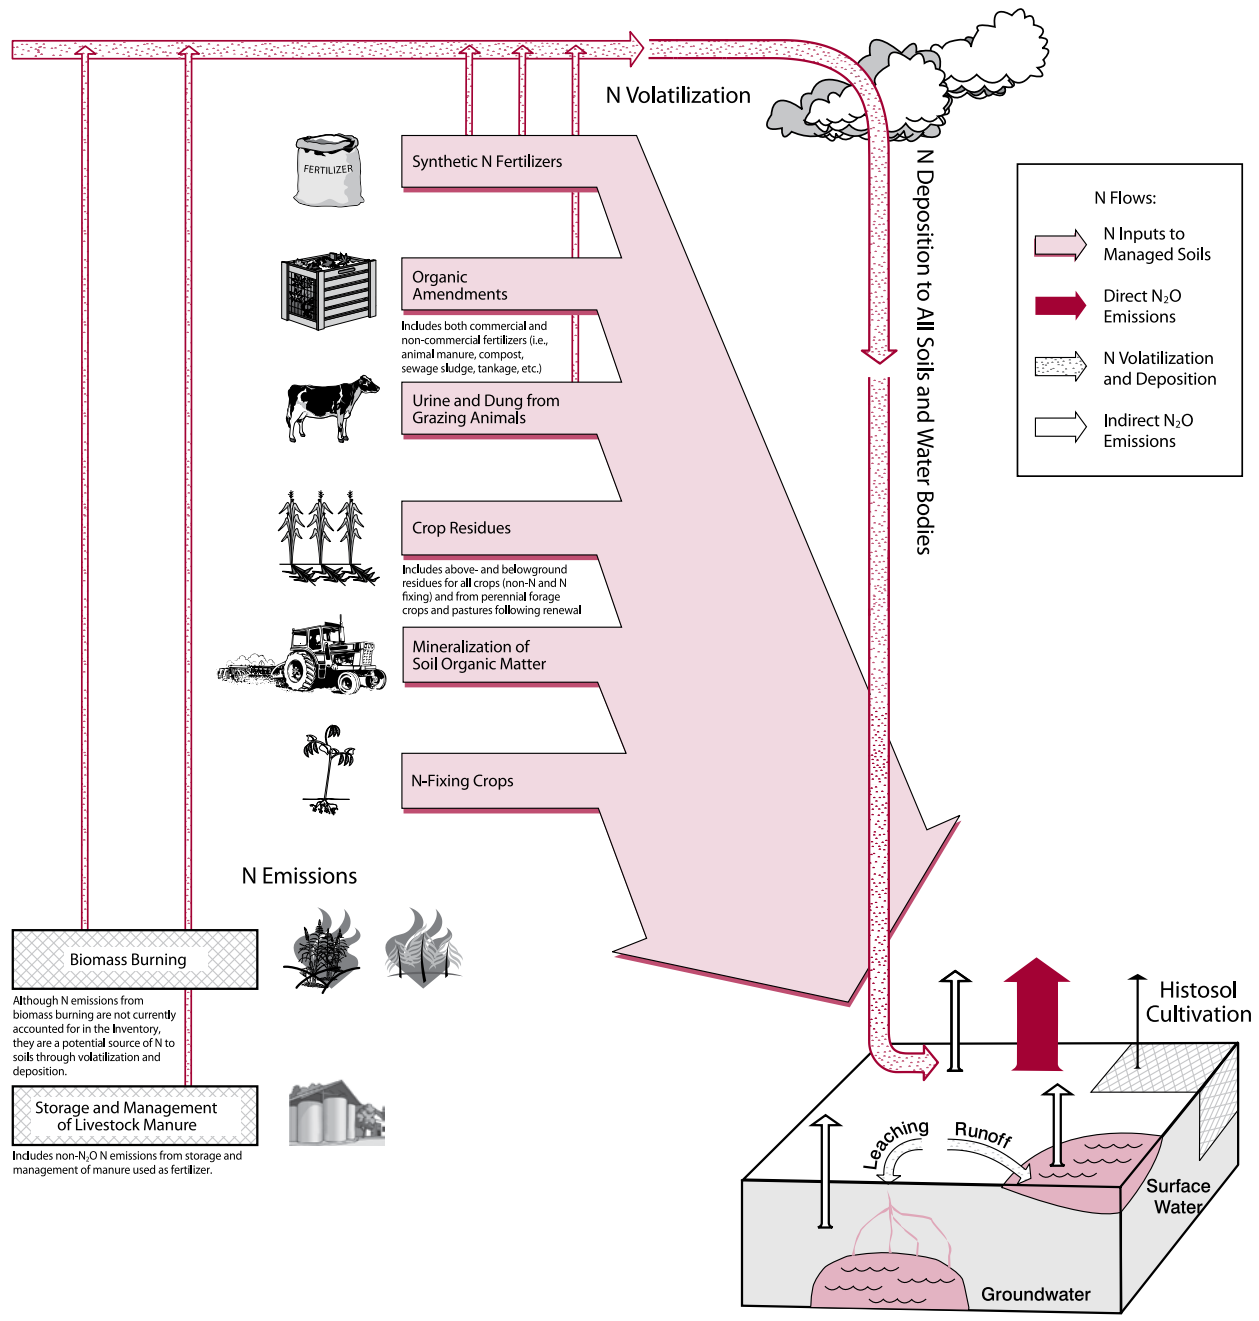 N Volatilization
N Deposition to All Soils and Water Bodies
FERTILIZER
Synthetic N Fertilizers
Organic
Amendments
Includes both commercial and
non-commercial fertilizers (i.e.,
animal manure, compost,
sewage sludge, tankage, etc.)
Urine and Dung from
Grazing Animals
Crop Residues
Includes above- and belowground
residues for all crops (non-N and N
fixing) and from perennial forage
crops and pastures following renewal
Mineralization of
Soil Organic Matter
N-Fixing Crops
N Flows:
N Inputs to
Managed Soils
Direct N₂O
Emissions
N Volatilization
and Deposition
Indirect N₂O
Emissions
N Emissions
Biomass Burning
Although N emissions from
biomass burning are not currently
accounted for in the Inventory,
they are a potential source of N to
soils through volatilization and
deposition.
Storage and Management
of Livestock Manure
Includes non-N₂O N emissions from storage and
management of manure used as fertilizer.
Histosol
Cultivation
Leaching
Runoff
Surface
Water
Groundwater